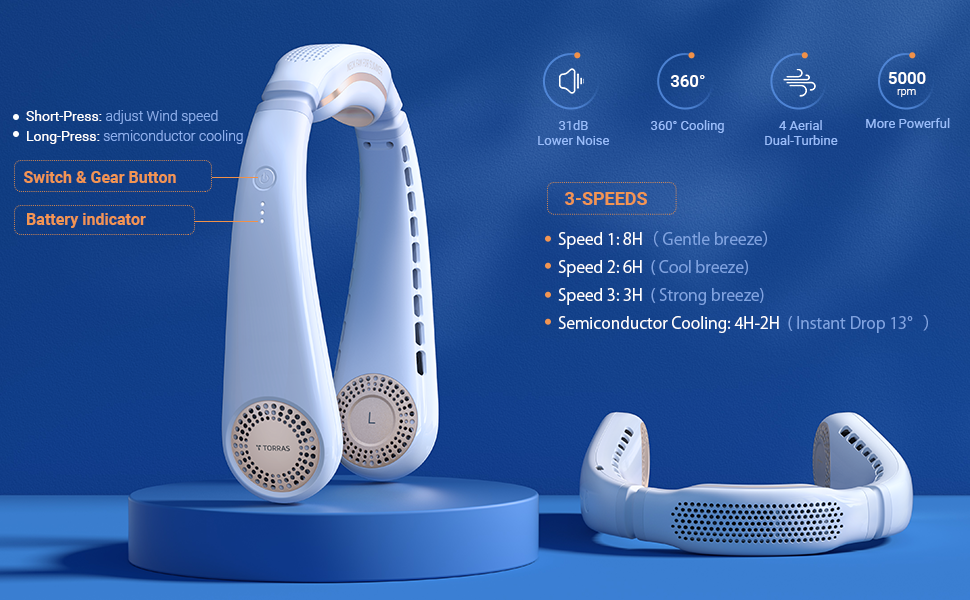 Short-Press: adjust Wind speed
Long-Press: semiconductor cooling
Switch & Gear Button
Battery indicator
TORRAS
L
31dB
Lower Noise
360°
360° Cooling
4 Aerial
Dual-Turbine
5000
rpm
More Powerful
3-SPEEDS
Speed 1: 8H ( Gentle breeze)
Speed 2: 6H ( Cool breeze)
Speed 3: 3H ( Strong breeze)
Semiconductor Cooling: 4H-2H ( Instant Drop 13° )